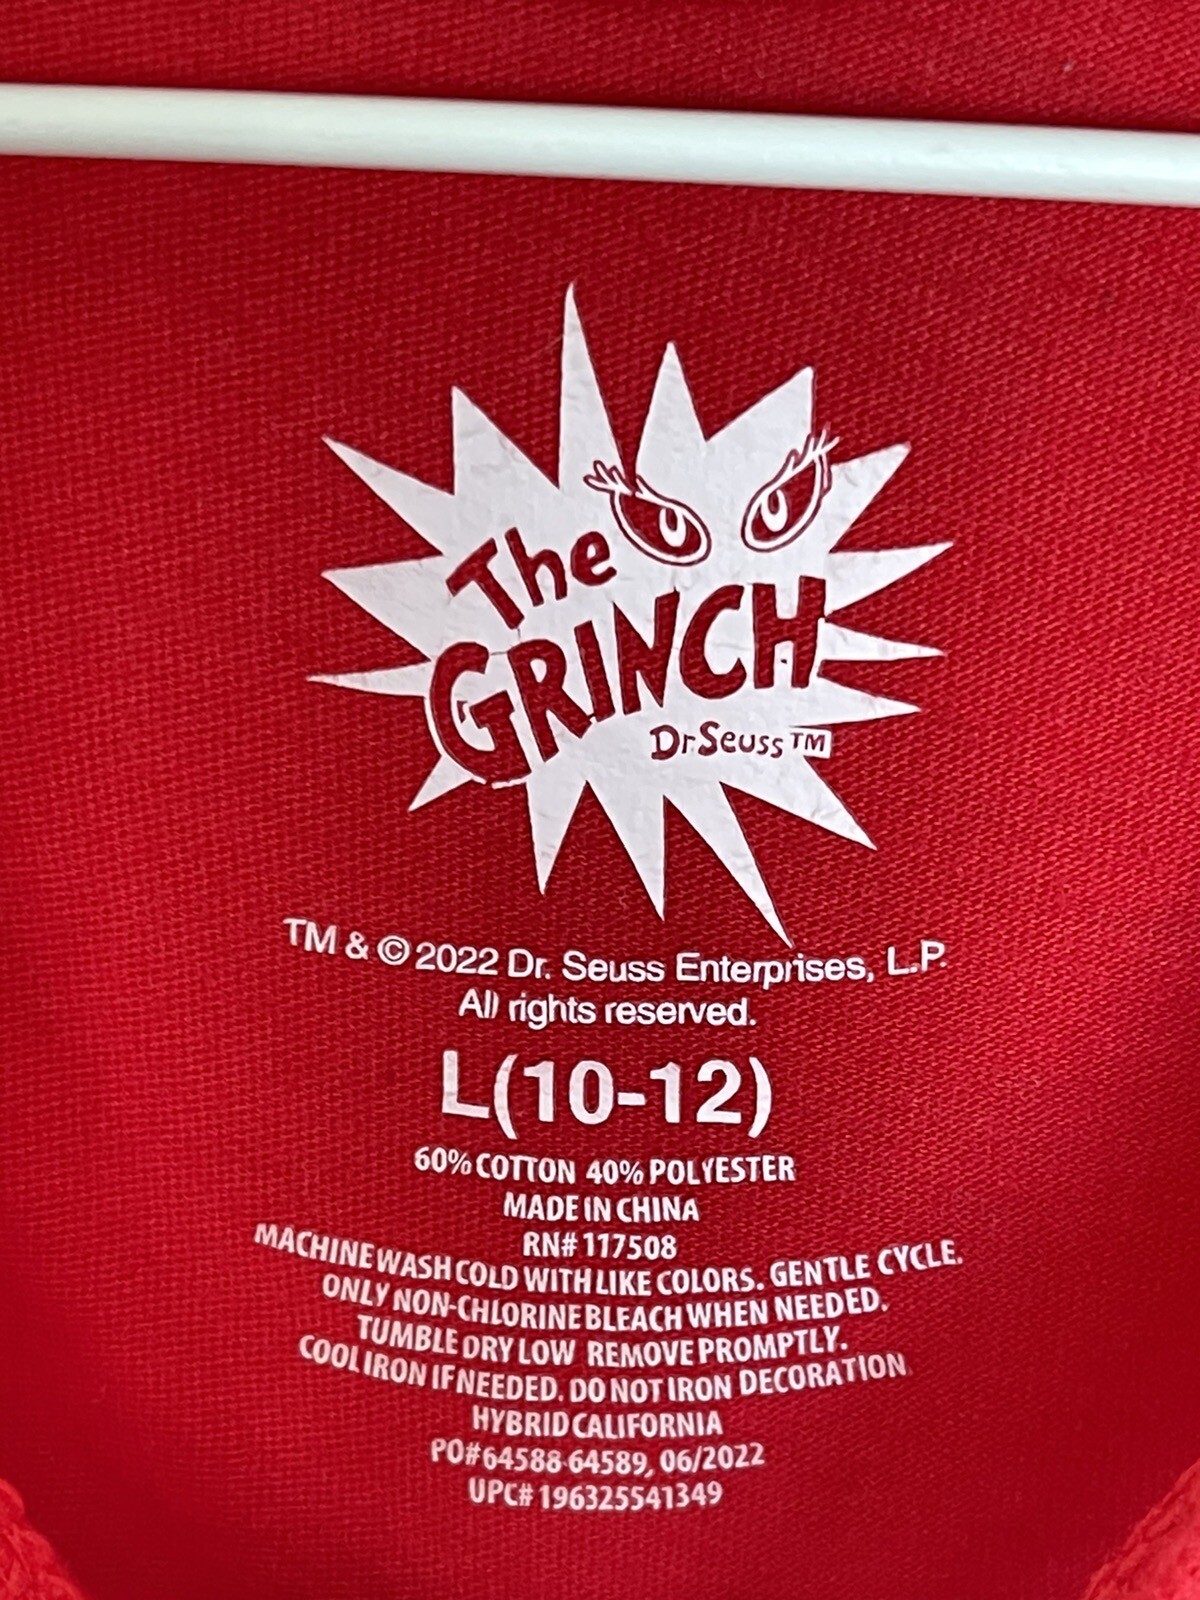 The
GRINCH
Dr Seuss TM
TM & © 2022 Dr. Seuss Enterprises, L.P.
All rights reserved.
L(10-12)
60% COTTON 40% POLYESTER
MADE IN CHINA
RN# 117508
MACHINE WASH COLD WITH LIKE COLORS. GENTLE CYCLE.
ONLY NON-CHLORINE BLEACH WHEN NEEDED.
TUMBLE DRY LOW REMOVE PROMPTLY.
COOL IRON IF NEEDED. DO NOT IRON DECORATION
HYBRID CALIFORNIA
PO# 64588-64589, 06/2022
UPC# 196325541349